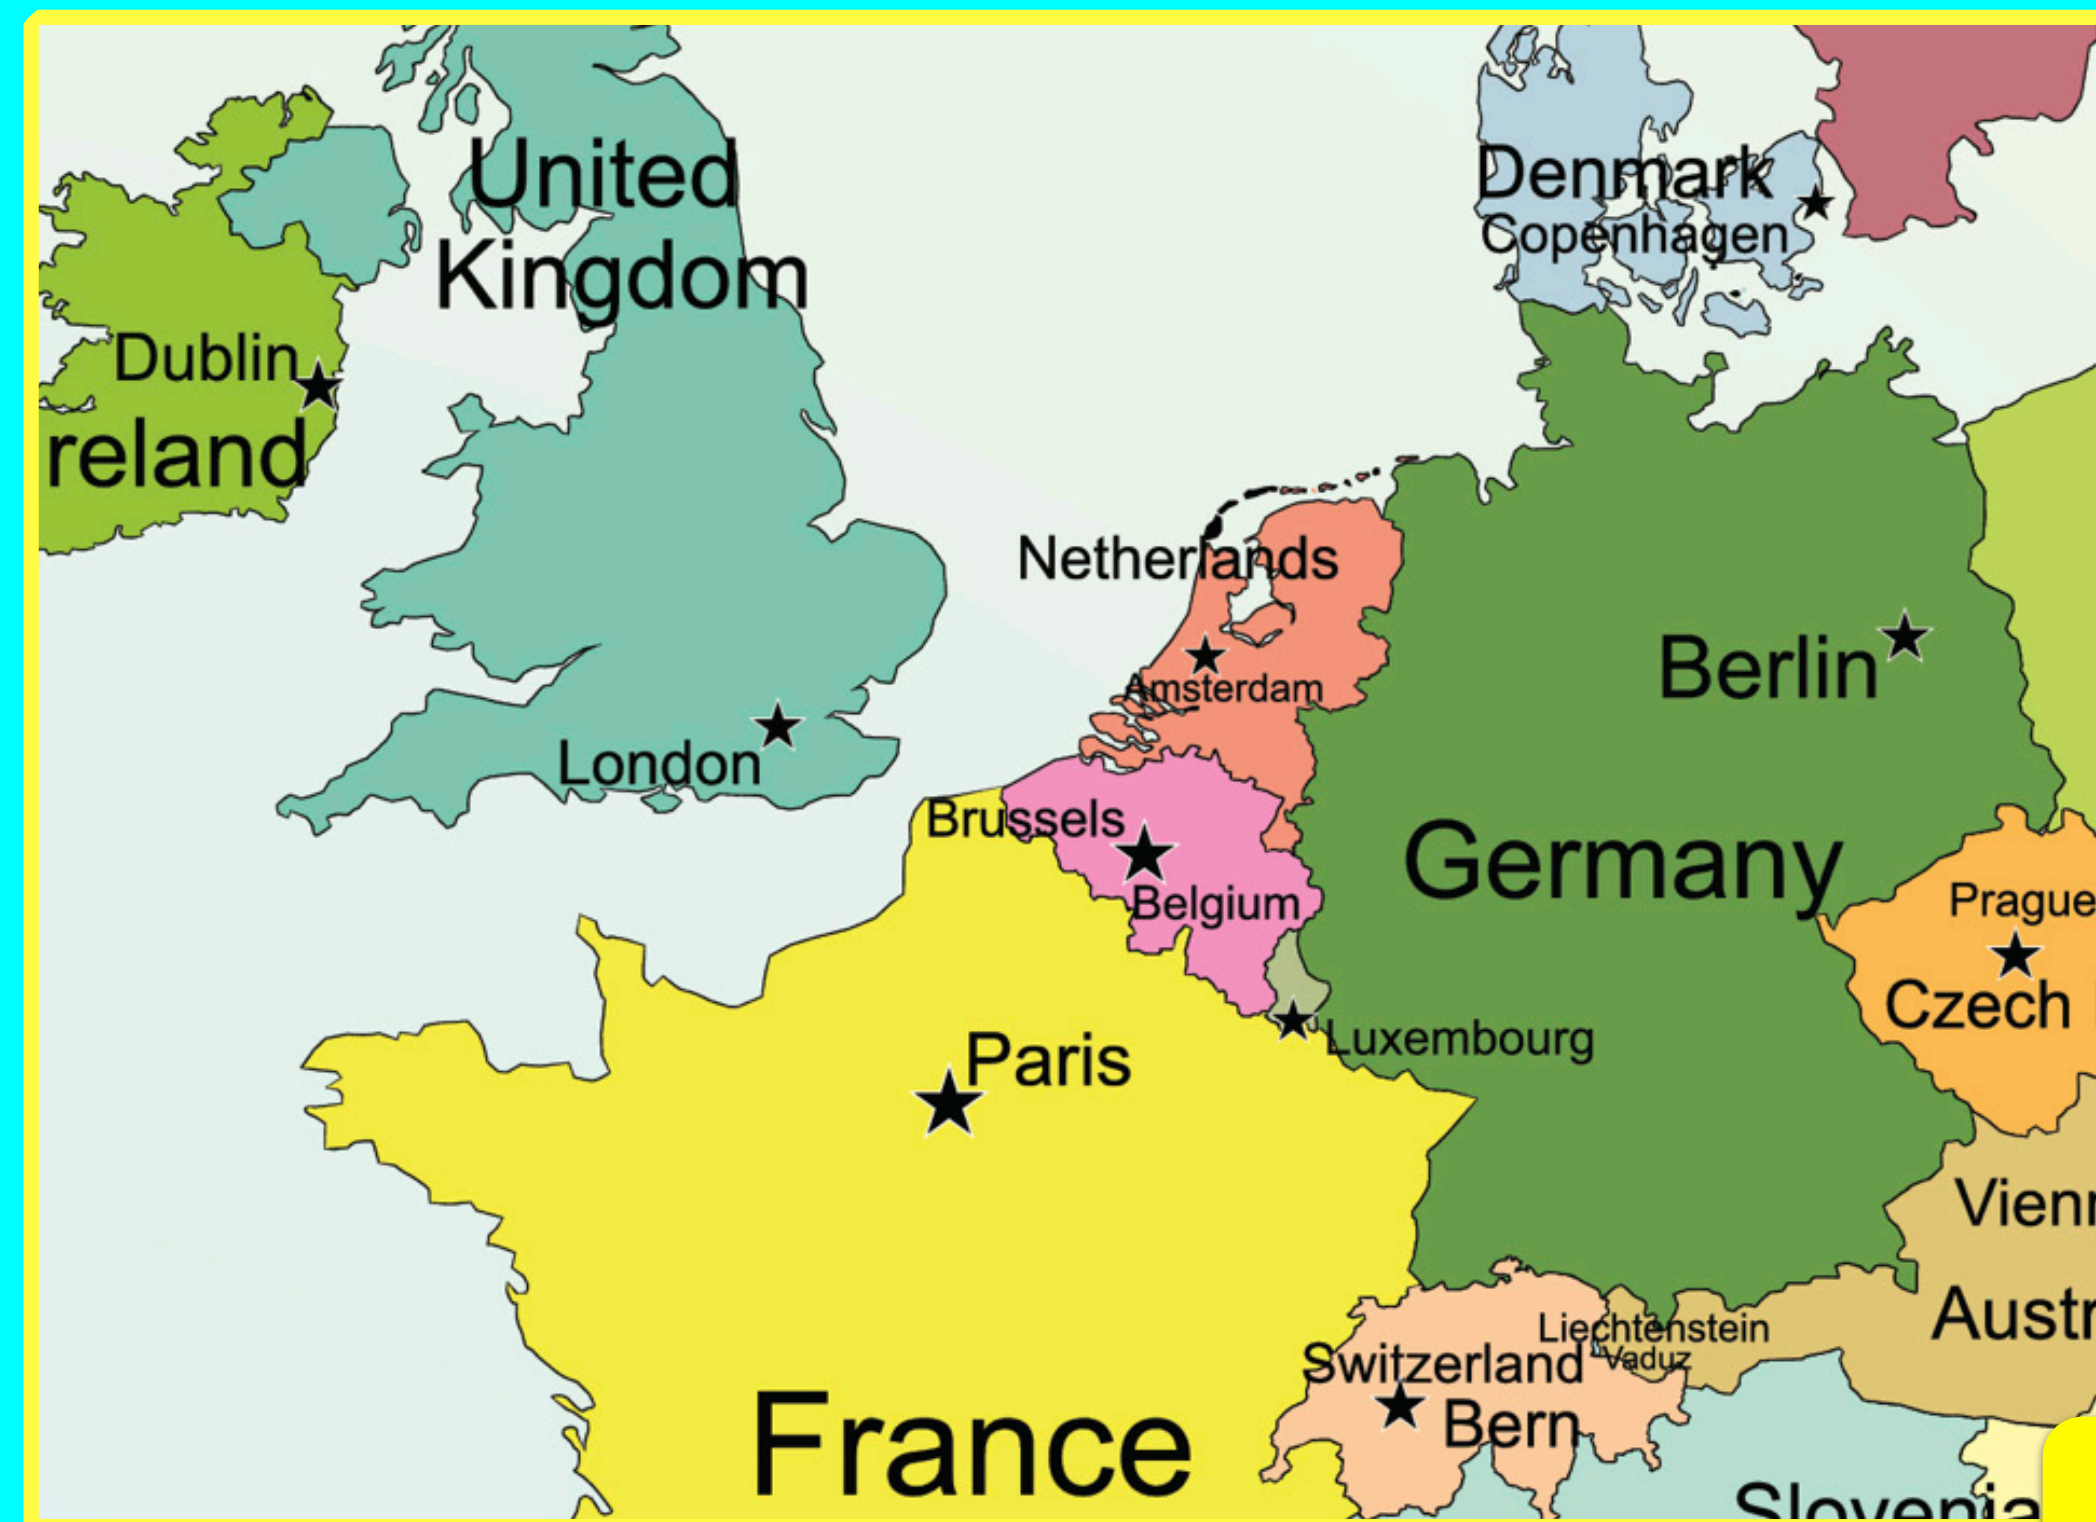 United
Kingdom
Denmark
Copenhagen
Dublin
reland
Netherlands
Amsterdam
Berlin
London
Brussels
Belgium
Germany
Prague
Czech
Luxembourg
Paris
Vien
Austr
Liechtenstein
Vaduz
Switzerland
Bern
France
Slovenia